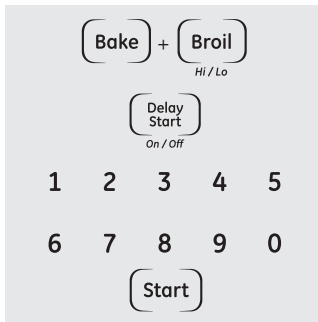 Bake + Broil
Hi / Lo
Delay
Start
On / Off
1 2 3 4 5
6 7 8 9 0
Start